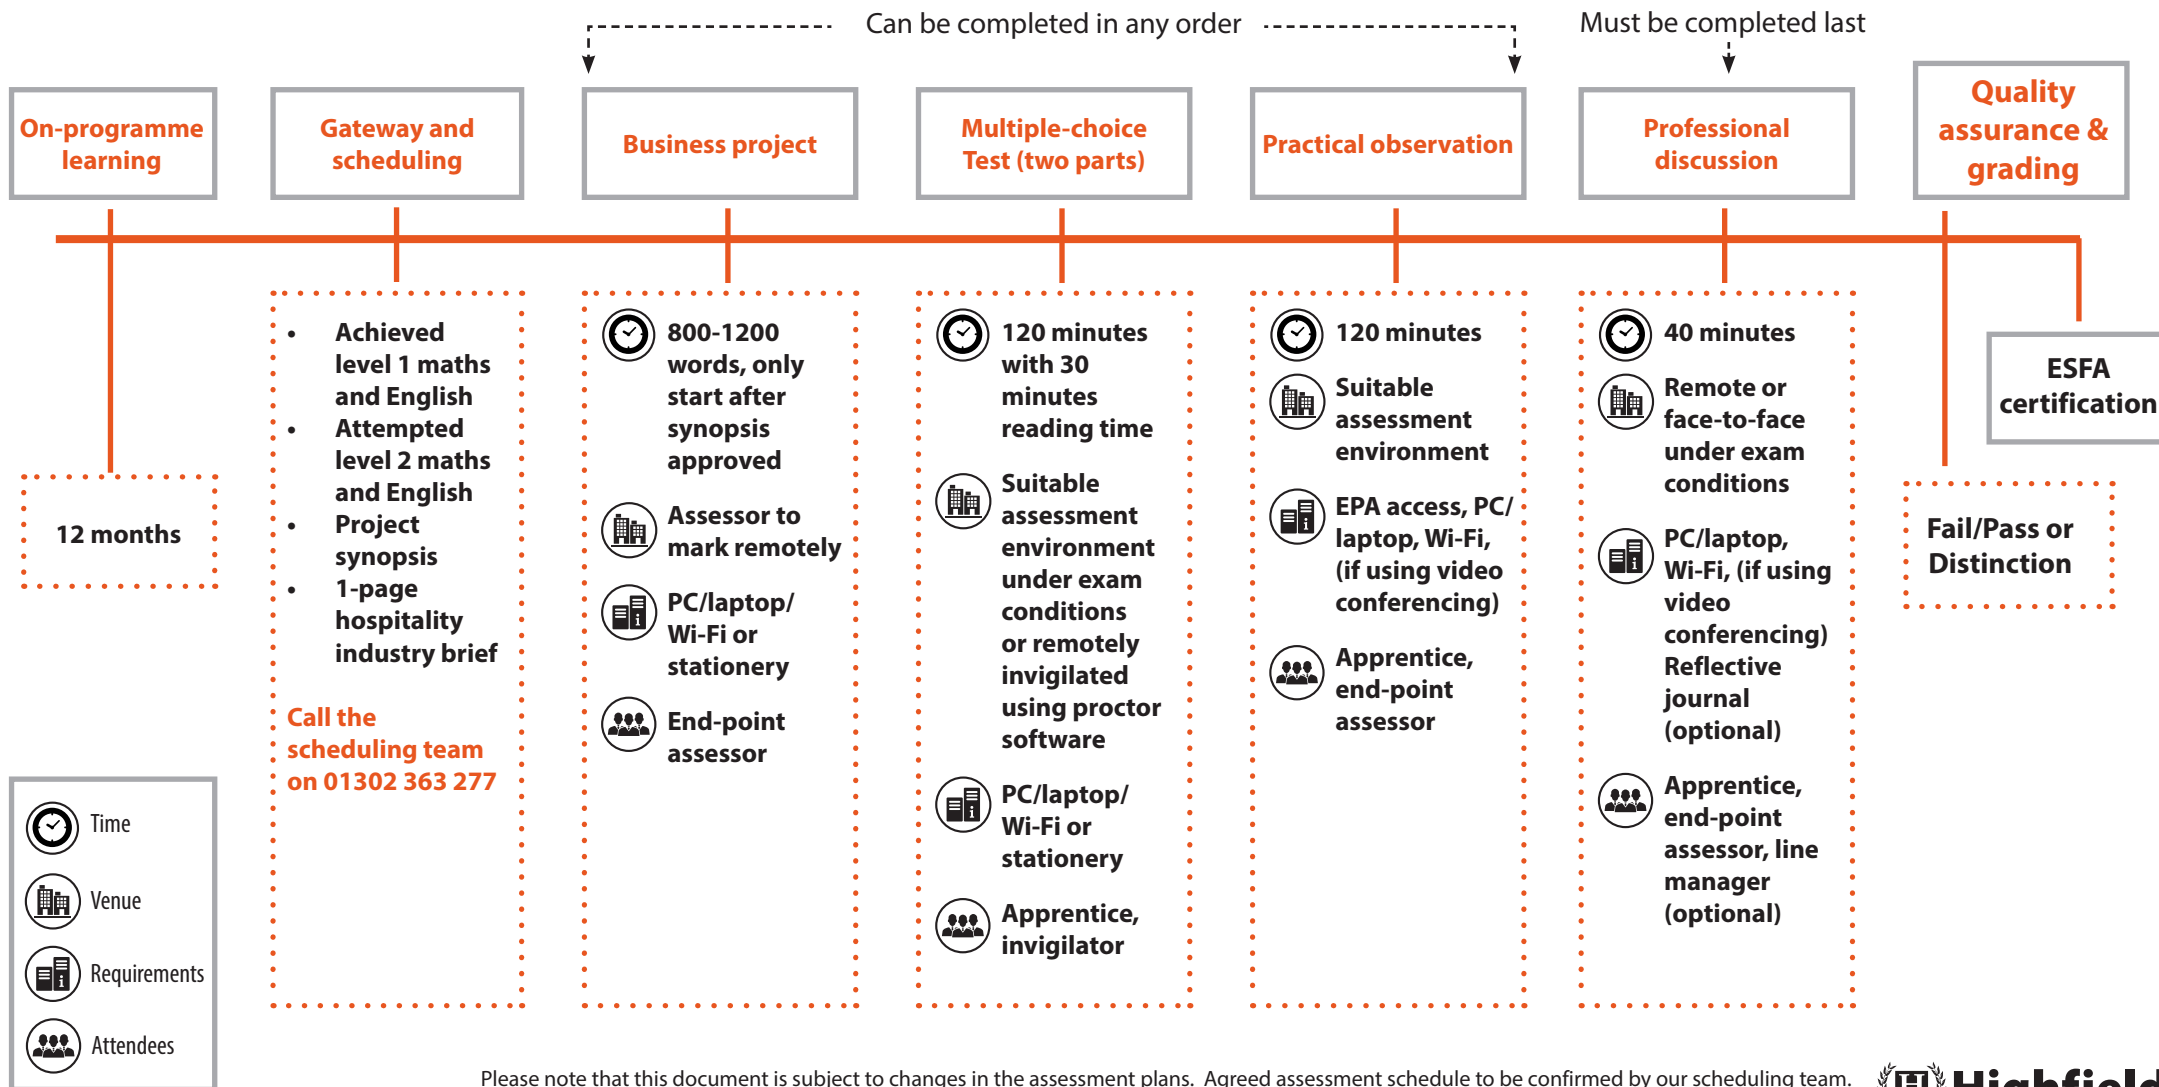 Can be completed in any order
Must be completed last
On-programme
learning
Gateway and
scheduling
Business project
Multiple-choice
Test (two parts)
Practical observation
Professional
discussion
Quality
assurance &
grading
12 months
• Achieved
level 1 maths
and English
• Attempted
level 2 maths
and English
• Project
synopsis
• 1-page
hospitality
industry brief
Call the
scheduling team
on 01302 363 277
800-1200
words, only
start after
synopsis
approved
Assessor to
mark remotely
PC/laptop/
Wi-Fi or
stationery
End-point
assessor
120 minutes
with 30
minutes
reading time
Suitable
assessment
environment
under exam
conditions
or remotely
invigilated
using proctor
software
PC/laptop/
Wi-Fi or
stationery
Apprentice,
invigilator
120 minutes
Suitable
assessment
environment
EPA access, PC/
laptop, Wi-Fi,
(if using video
conferencing)
Apprentice,
end-point
assessor
40 minutes
Remote or
face-to-face
under exam
conditions
PC/laptop,
Wi-Fi, (if using
video
conferencing)
Reflective
journal
(optional)
Apprentice,
end-point
assessor, line
manager
(optional)
Fail/Pass or
Distinction
ESFA
certification
Time
Venue
Requirements
Attendees
Please note that this document is subject to changes in the assessment plans. Agreed assessment schedule to be confirmed by our scheduling team.
H Highfield